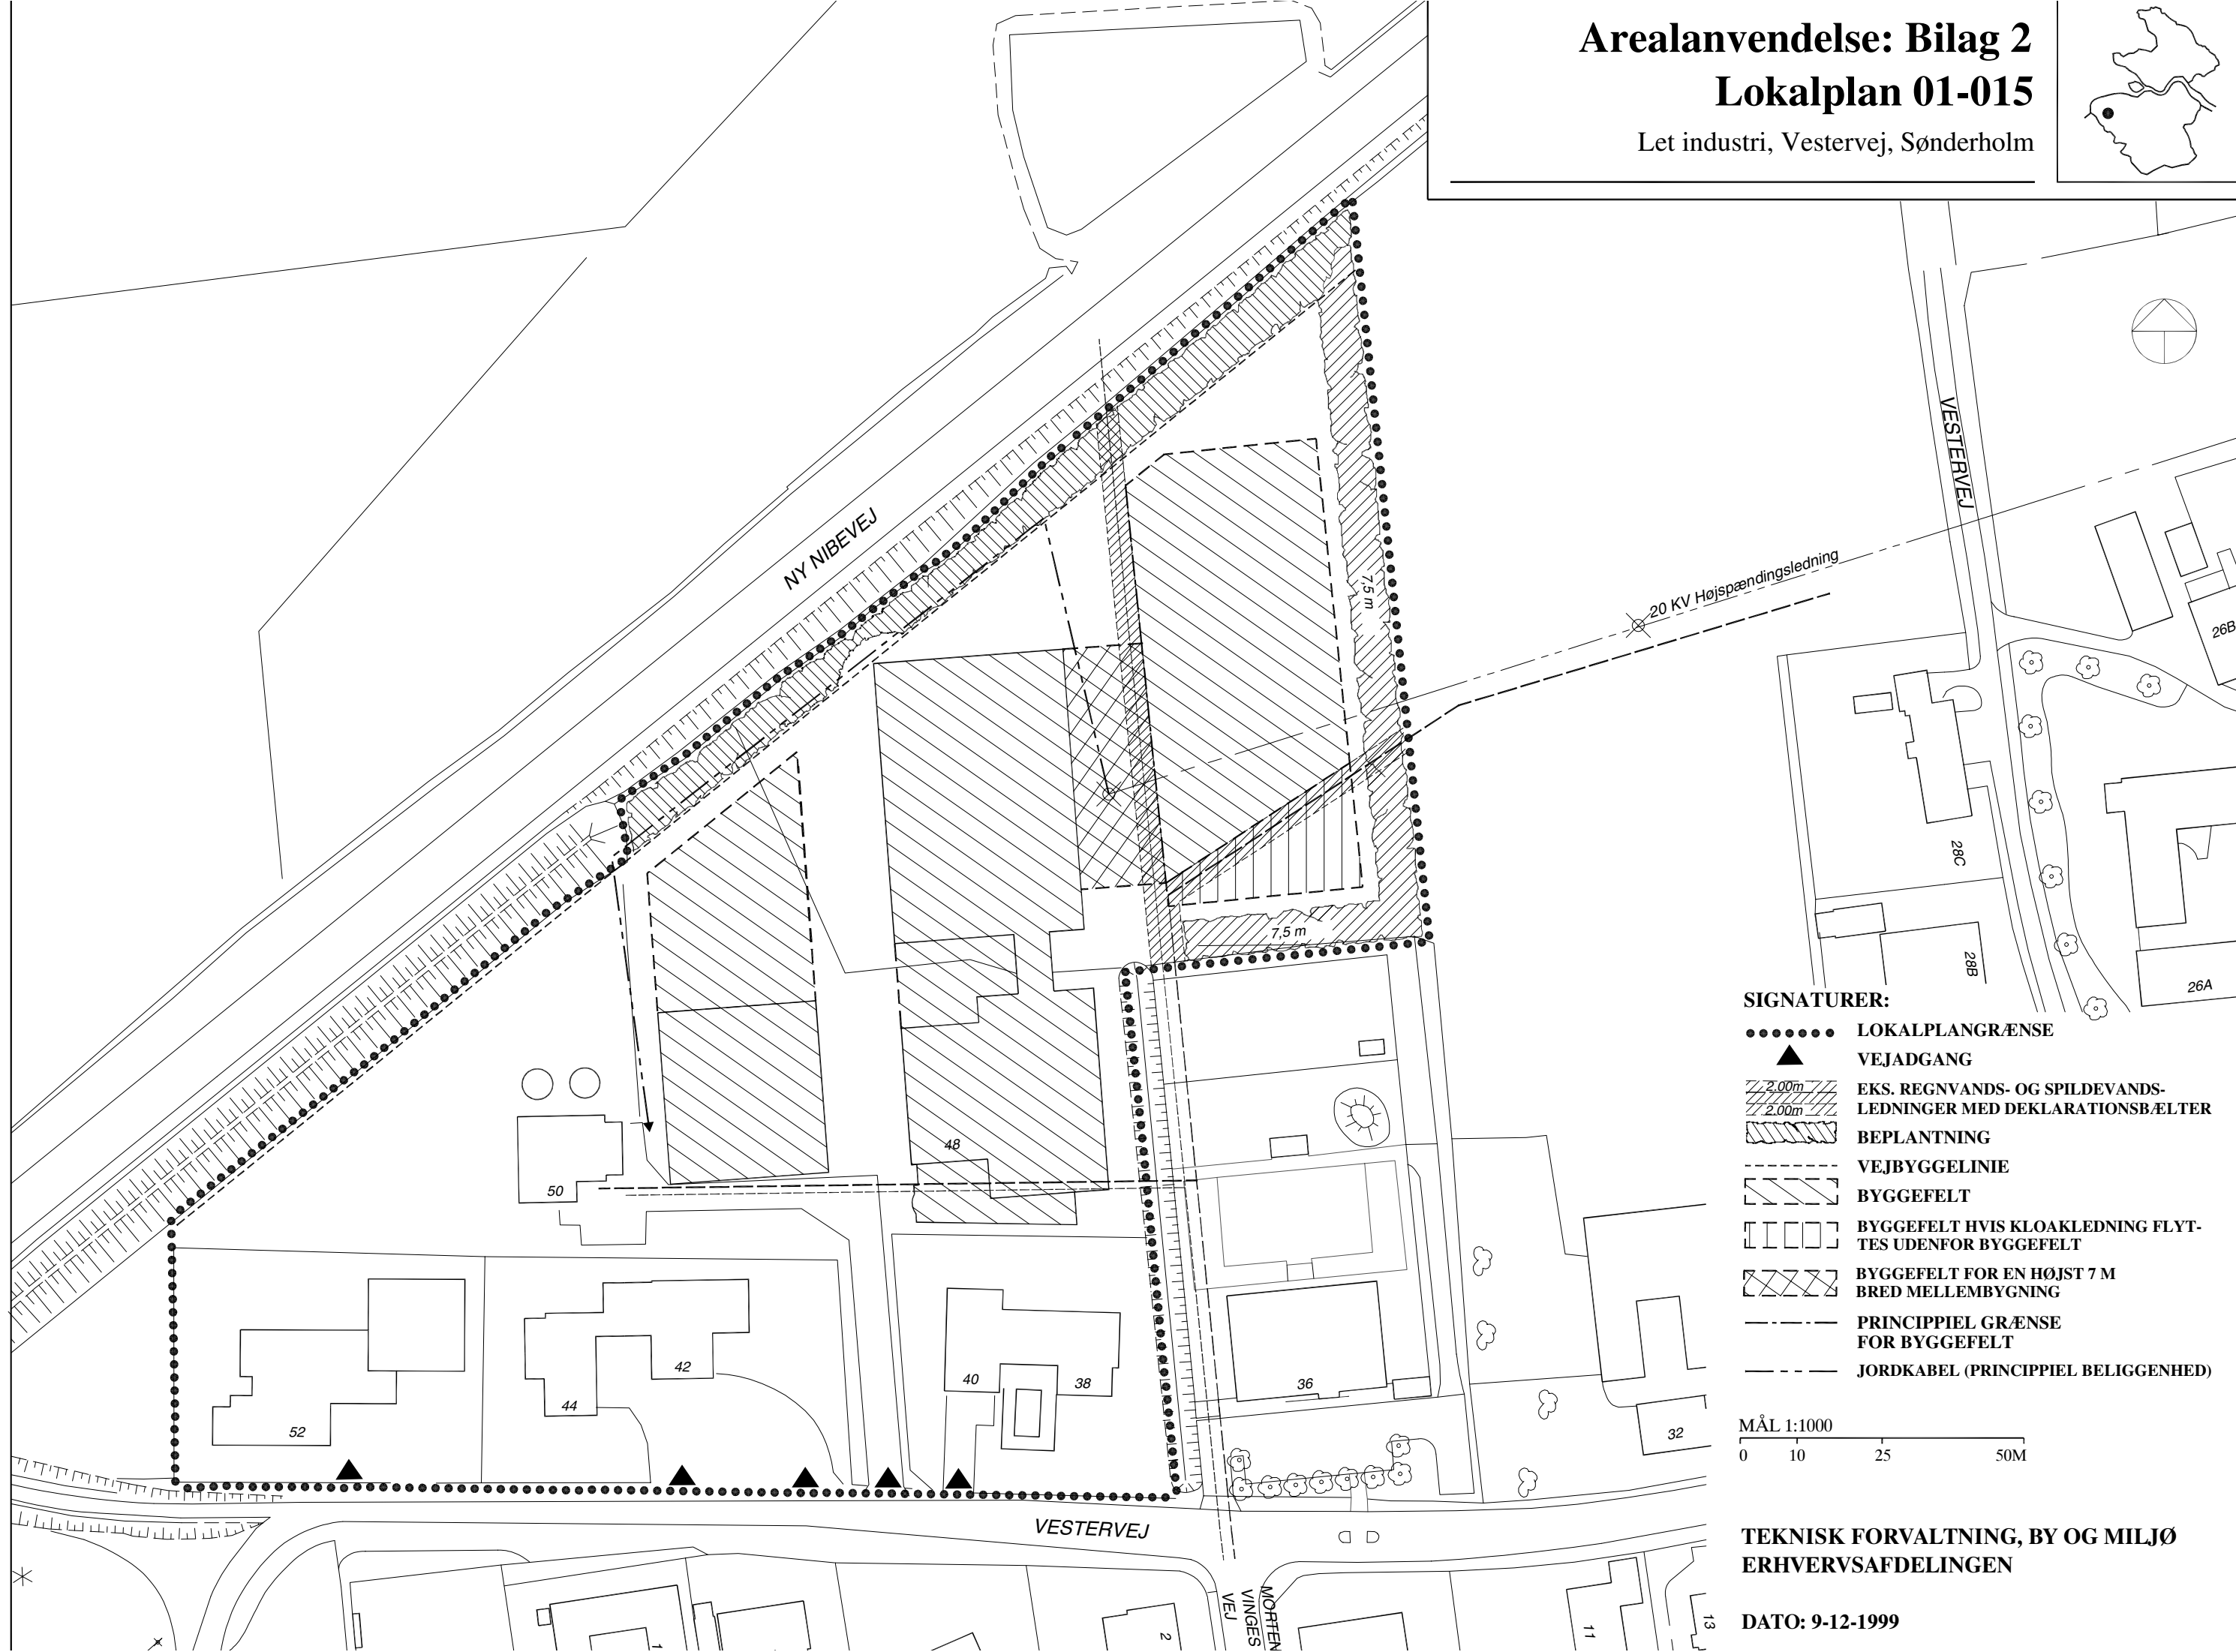 Arealanvendelse: Bilag 2
Lokalplan 01-015
Let industri, Vestervej, Sønderholm
NY NIBEVEJ
VESTERVEJ
20 KV Højspændingsledning
7,5 m
7,5 m
26B
28C
28B
26A
48
50
52
44
42
40
38
36
32
VESTERVEJ
MORTEN
VINGES
VEJ
1
2
11
13
SIGNATURER:
LOKALPLANGRÆNSE
VEJADGANG
2.00m
2.00m
EKS. REGNVANDS- OG SPILDEVANDS-
LEDNINGER MED DEKLARATIONSBÆLTER
BEPLANTNING
VEJBYGGELINIE
BYGGEFELT
BYGGEFELT HVIS KLOAKLEDNING FLYT-
TES UDENFOR BYGGEFELT
BYGGEFELT FOR EN HØJST 7 M
BRED MELLEMBYGNING
PRINCIPPIEL GRÆNSE
FOR BYGGEFELT
JORDKABEL (PRINCIPPIEL BELIGGENHED)
MÅL 1:1000
0 10 25 50M
TEKNISK FORVALTNING, BY OG MILJØ
ERHVERVSAFDELINGEN
DATO: 9-12-1999